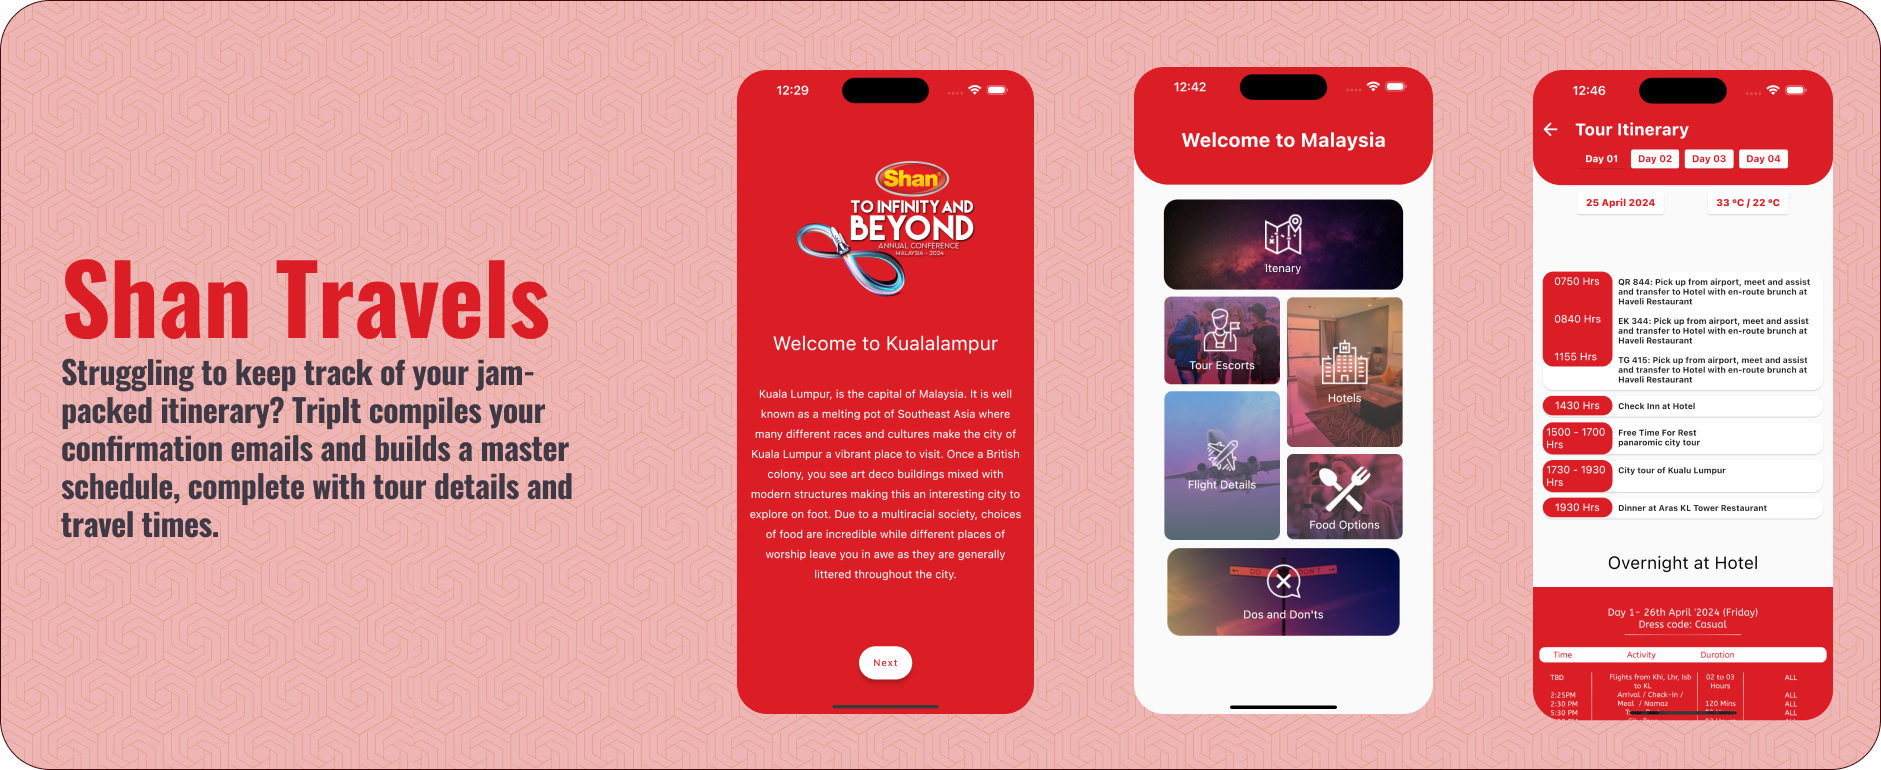 Shan Travels
Struggling to keep track of your jam-
packed itinerary? TripIt compiles your
confirmation emails and builds a master
schedule, complete with tour details and
travel times.
12:29
Shan
TO INFINITY AND
BEYOND
ANNUAL CONFERENCE
MALAYSIA - 2024
Welcome to Kualalampur
Kuala Lumpur, is the capital of Malaysia. It is well
known as a melting pot of Southeast Asia where
many different races and cultures make the city of
Kuala Lumpur a vibrant place to visit. Once a British
colony, you see art deco buildings mixed with
modern structures making this an interesting city to
explore on foot. Due to a multiracial society, choices
of food are incredible while different places of
worship leave you in awe as they are generally
littered throughout the city.
Next
12:42
Welcome to Malaysia
Itenary
Tour Escorts
Hotels
Flight Details
Food Options
DO DON'T
Dos and Don'ts
12:46
Tour Itinerary
Day 01 Day 02 Day 03 Day 04
25 April 2024 33 ºC / 22 ºC
0750 Hrs
QR 844: Pick up from airport, meet and assist
and transfer to Hotel with en-route brunch at
Haveli Restaurant
0840 Hrs
EK 344: Pick up from airport, meet and assist
and transfer to Hotel with en-route brunch at
Haveli Restaurant
1155 Hrs
TG 415: Pick up from airport, meet and assist
and transfer to Hotel with en-route brunch at
Haveli Restaurant
1430 Hrs Check Inn at Hotel
1500 - 1700
Hrs
Free Time For Rest
panaromic city tour
1730 - 1930
Hrs
City tour of Kualu Lumpur
1930 Hrs Dinner at Aras KL Tower Restaurant
Overnight at Hotel
Day 1- 26th April '2024 (Friday)
Dress code: Casual
Time Activity Duration
TBD Flights from Khi, Lhr, Isb 02 to 03 ALL
to KL Hours
2:25PM Arrival / Check-in / ALL
2:30 PM Meal / Namaz 120 Mins ALL
5:30 PM ALL